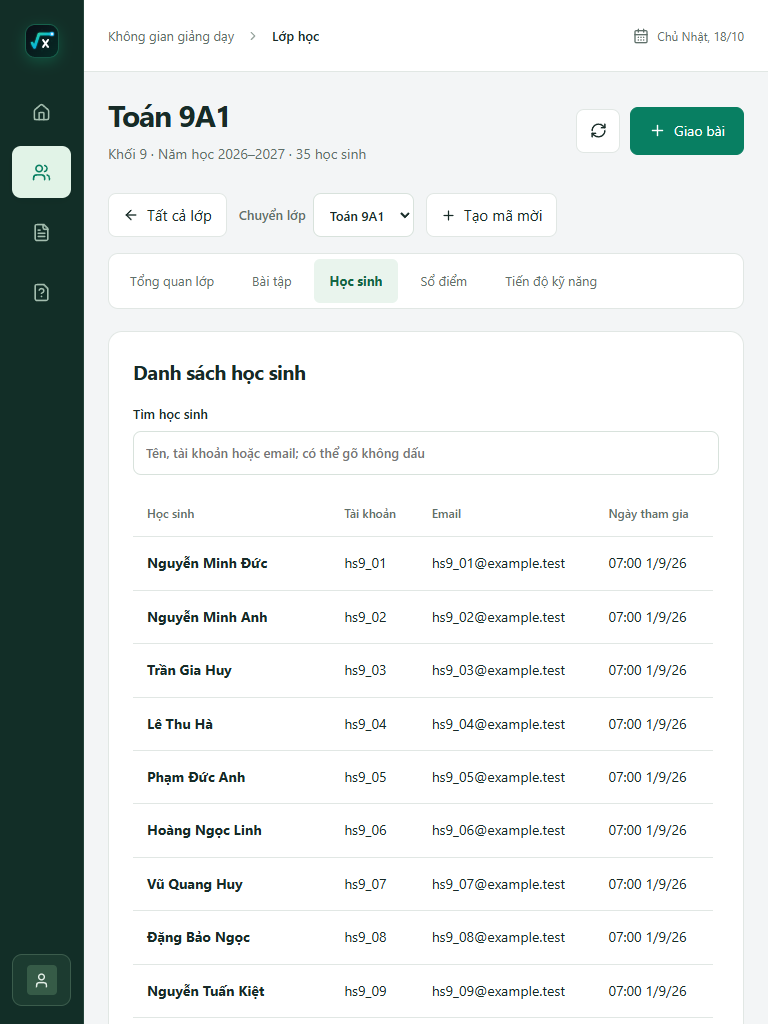 Không gian giảng dạy > Lớp học
Chủ Nhật, 18/10
Toán 9A1
Khối 9 · Năm học 2026–2027 · 35 học sinh
+ Giao bài
← Tất cả lớp
Chuyển lớp
Toán 9A1
+ Tạo mã mời
Tổng quan lớp
Bài tập
Học sinh
Sổ điểm
Tiến độ kỹ năng
Danh sách học sinh
Tìm học sinh
Tên, tài khoản hoặc email; có thể gõ không dấu
Học sinh Tài khoản Email Ngày tham gia
Nguyễn Minh Đức hs9_01 hs9_01@example.test 07:00 1/9/26
Nguyễn Minh Anh hs9_02 hs9_02@example.test 07:00 1/9/26
Trần Gia Huy hs9_03 hs9_03@example.test 07:00 1/9/26
Lê Thu Hà hs9_04 hs9_04@example.test 07:00 1/9/26
Phạm Đức Anh hs9_05 hs9_05@example.test 07:00 1/9/26
Hoàng Ngọc Linh hs9_06 hs9_06@example.test 07:00 1/9/26
Vũ Quang Huy hs9_07 hs9_07@example.test 07:00 1/9/26
Đặng Bảo Ngọc hs9_08 hs9_08@example.test 07:00 1/9/26
Nguyễn Tuấn Kiệt hs9_09 hs9_09@example.test 07:00 1/9/26